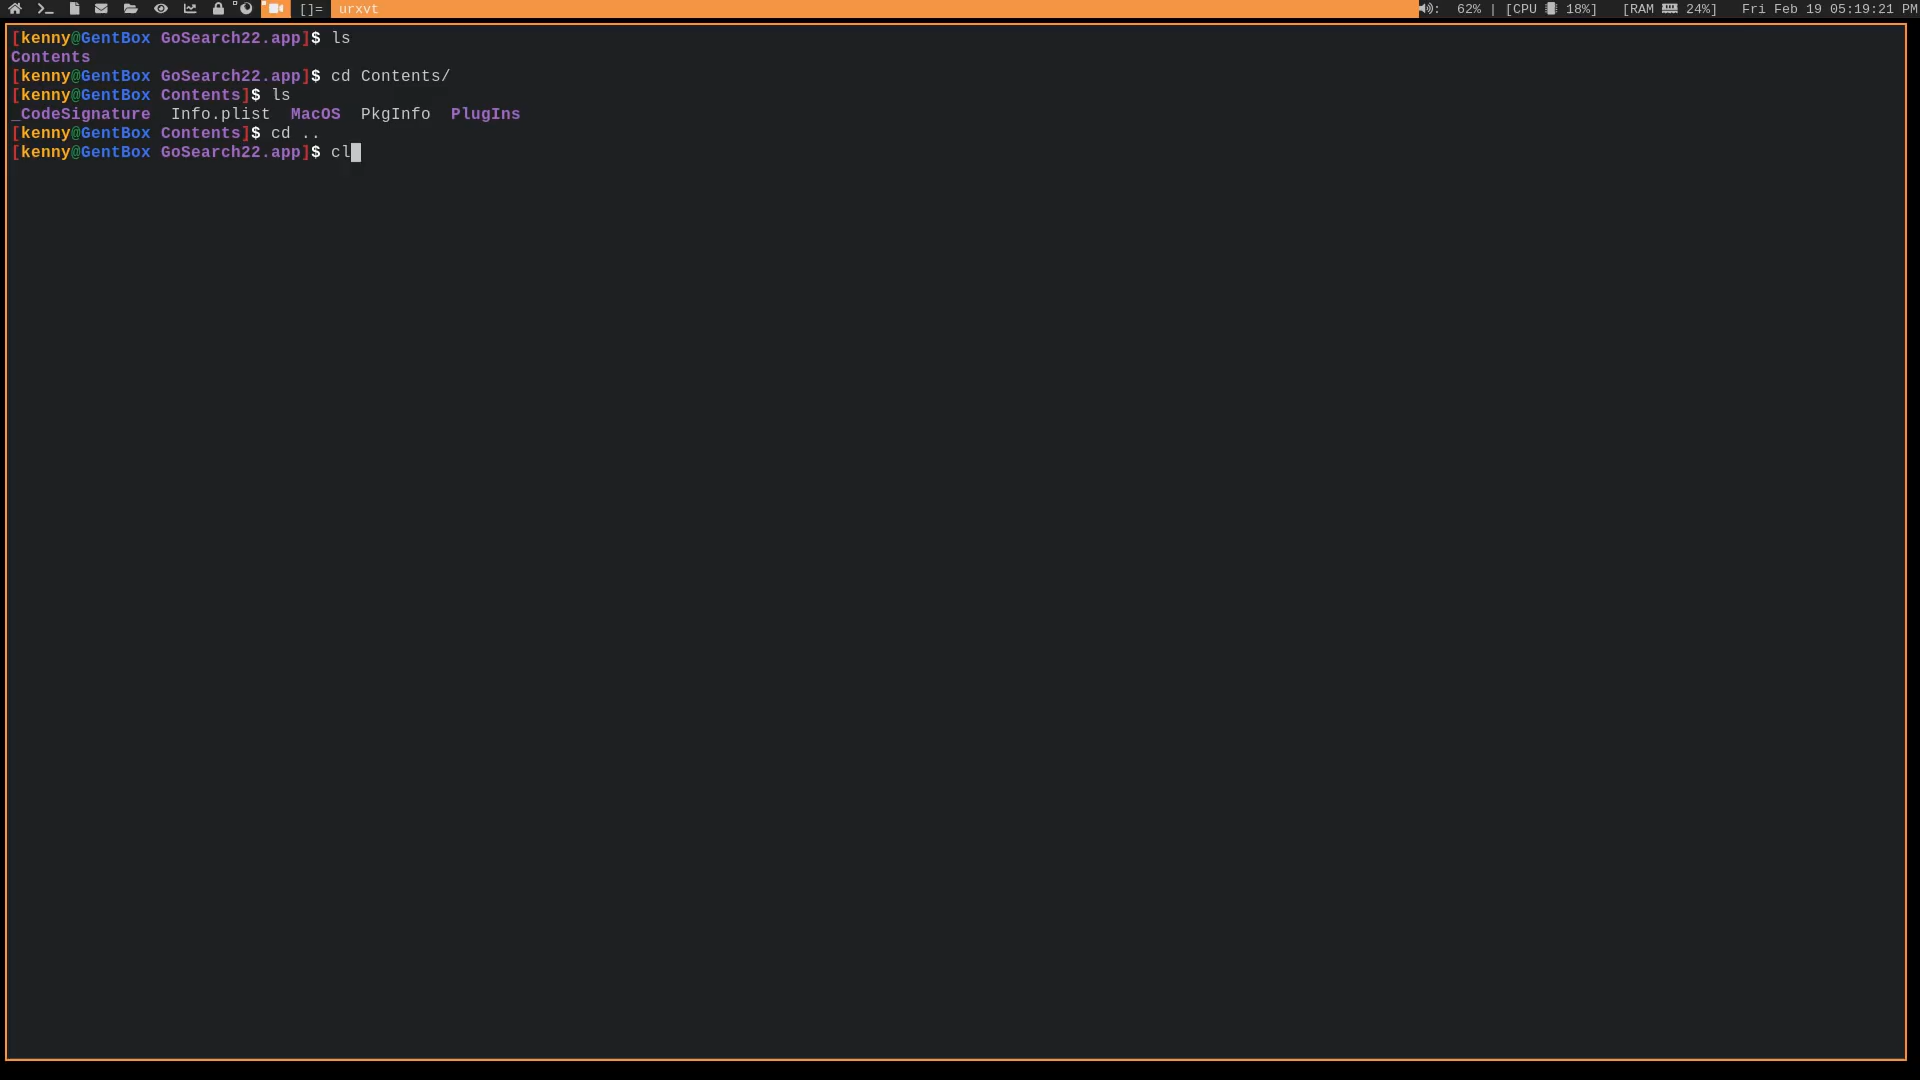 []= urxvt : 62% | [CPU 18%] [RAM 24%] Fri Feb 19 05:19:21 PM
[kenny@GentBox GoSearch22.app]$ ls
Contents
[kenny@GentBox GoSearch22.app]$ cd Contents/
[kenny@GentBox Contents]$ ls
_CodeSignature Info.plist MacOS PkgInfo PlugIns
[kenny@GentBox Contents]$ cd ..
[kenny@GentBox GoSearch22.app]$ cl